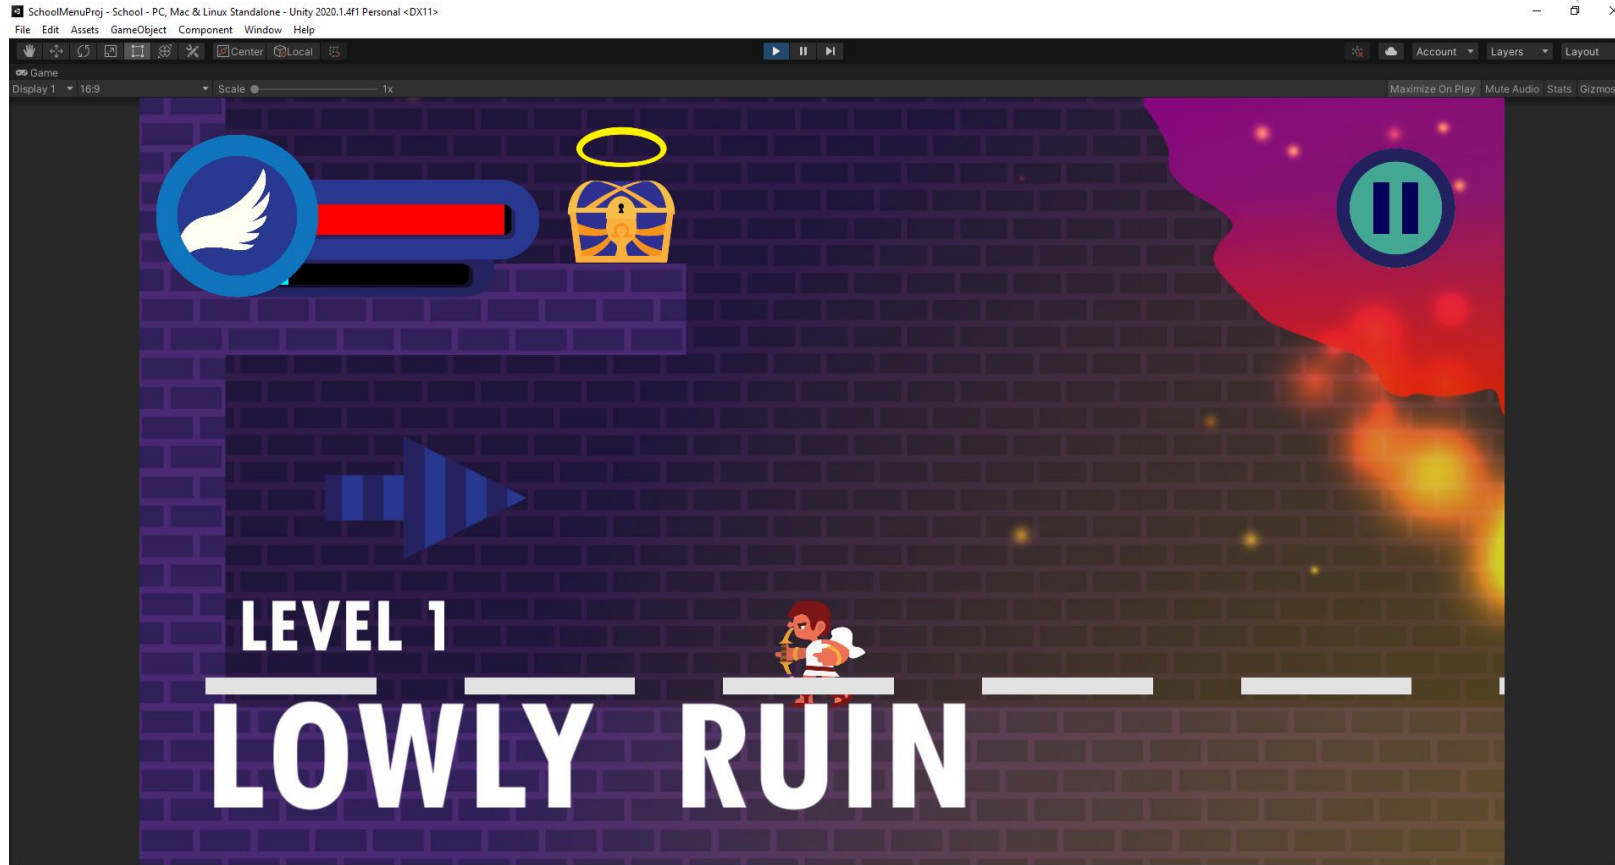 SchoolMenuProj - School - PC, Mac & Linux Standalone - Unity 2020.1.4f1 Personal <DX11>
File Edit Assets GameObject Component Window Help
Center Local Account Layers Layout
Game
Display 1 16:9 Scale 1x Maximize On Play Mute Audio Stats Gizmos
LEVEL 1
LOWLY RUIN